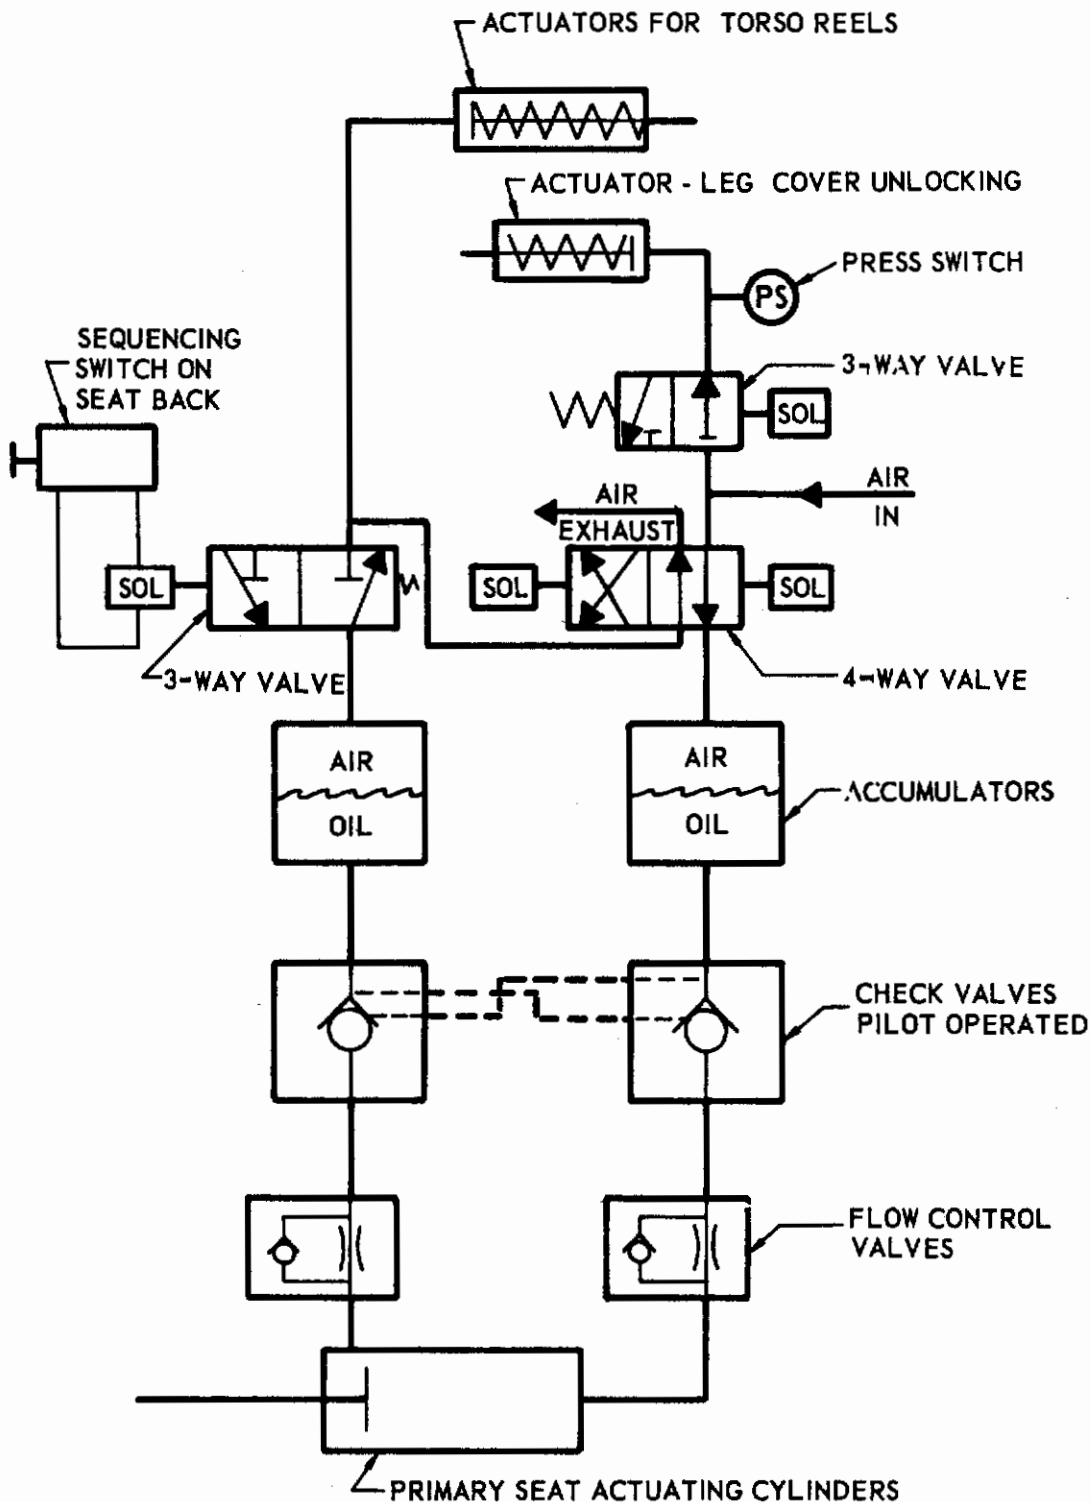 ACTUATORS FOR TORSO REELS
ACTUATOR - LEG COVER UNLOCKING
PRESS SWITCH
PS
SEQUENCING
SWITCH ON
SEAT BACK
3-WAY VALVE
SOL
AIR
IN
AIR
EXHAUST
SOL
SOL
SOL
3-WAY VALVE
4-WAY VALVE
AIR
OIL
AIR
OIL
ACCUMULATORS
CHECK VALVES
PILOT OPERATED
FLOW CONTROL
VALVES
PRIMARY SEAT ACTUATING CYLINDERS